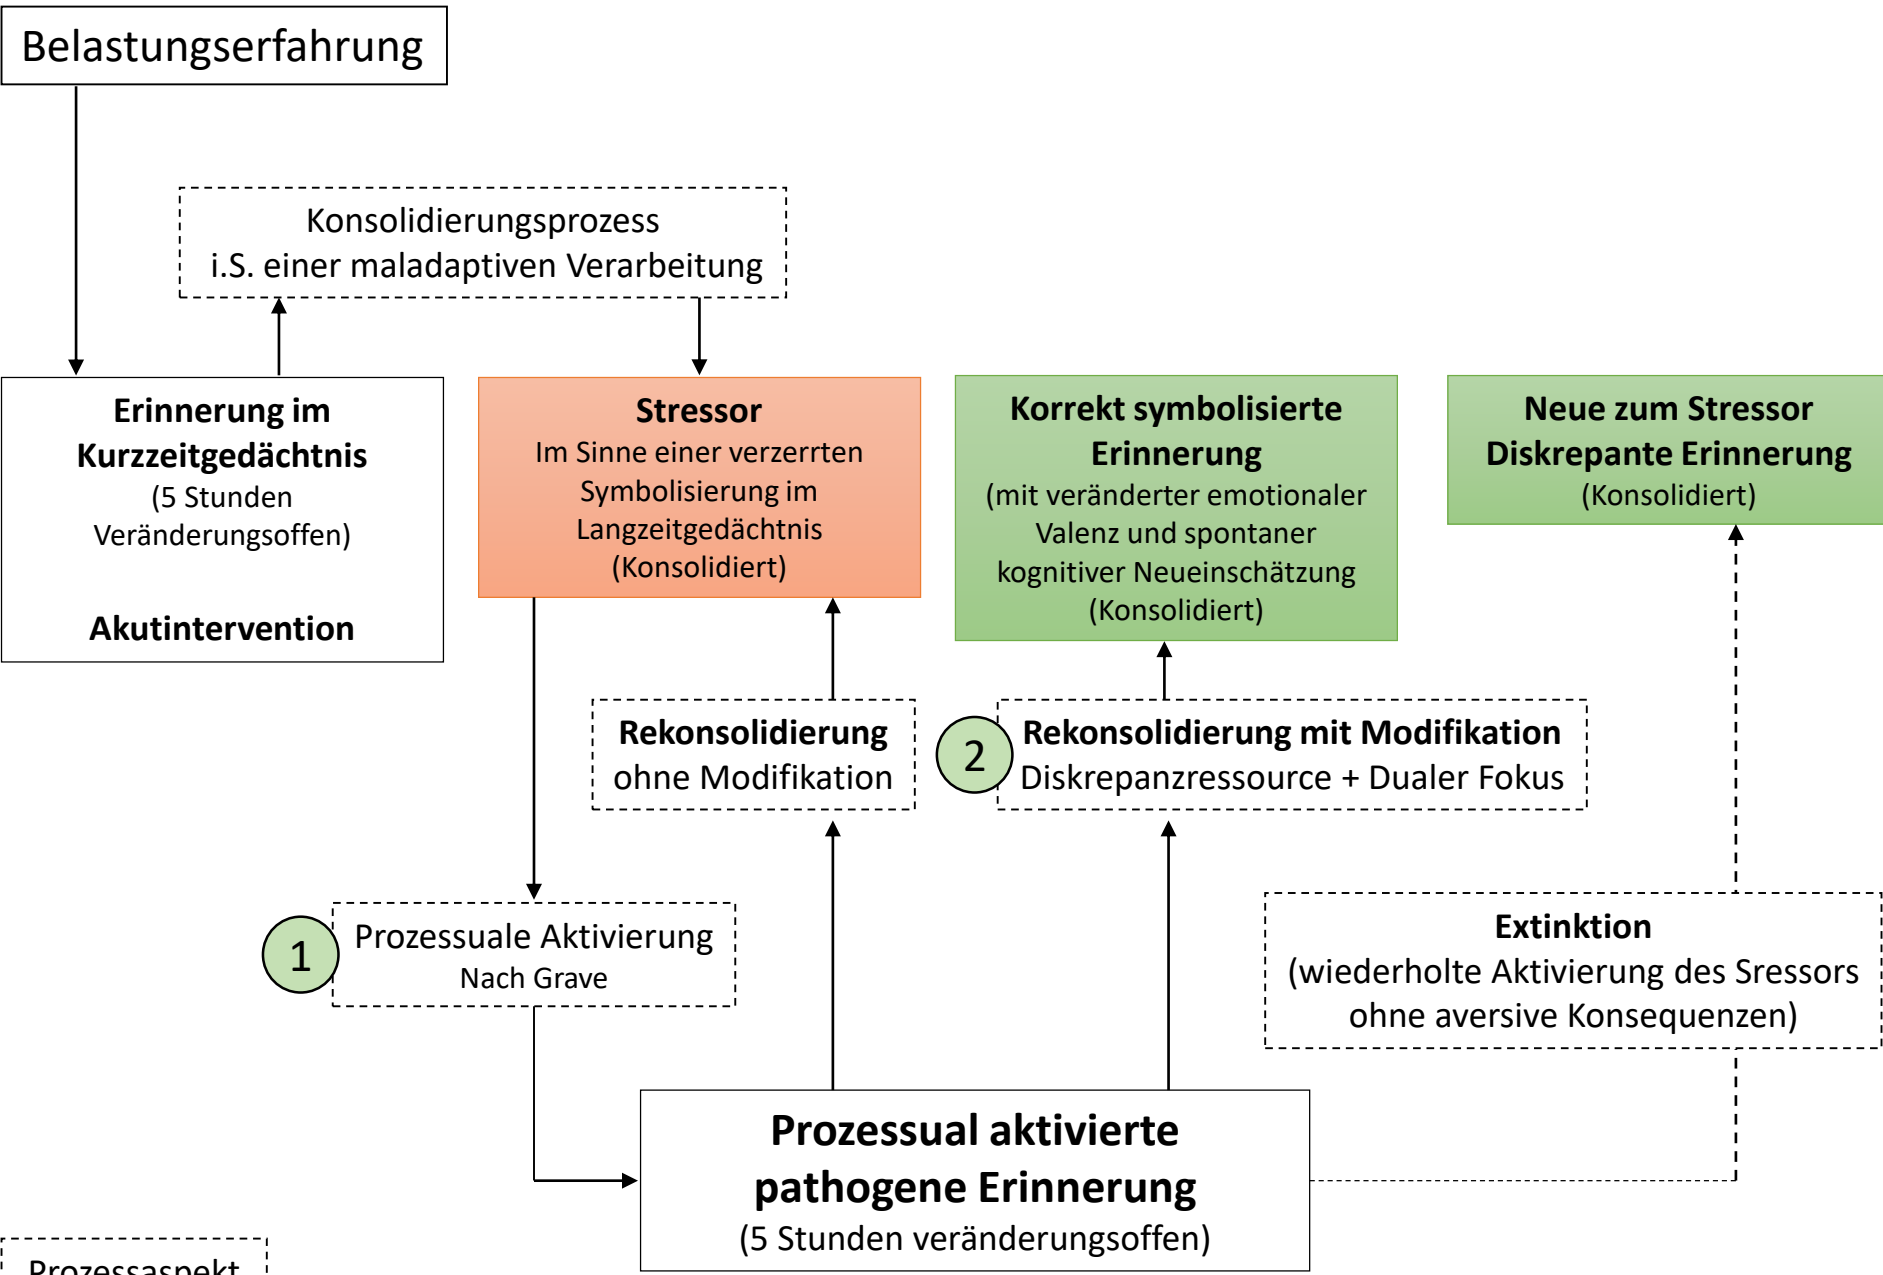 Belastungserfahrung
Konsolidierungsprozess
i.S. einer maladaptiven Verarbeitung
Erinnerung im
Kurzzeitgedächtnis
(5 Stunden
Veränderungsoffen)
Akutintervention
Stressor
Im Sinne einer verzerrten
Symbolisierung im
Langzeitgedächtnis
(Konsolidiert)
Korrekt symbolisierte
Erinnerung
(mit veränderter emotionaler
Valenz und spontaner
kognitiver Neueinschätzung
(Konsolidiert)
Neue zum Stressor
Diskrepante Erinnerung
(Konsolidiert)
Rekonsolidierung
ohne Modifikation
2
Rekonsolidierung mit Modifikation
Diskrepanzressource + Dualer Fokus
1
Prozessuale Aktivierung
Nach Grave
Extinktion
(wiederholte Aktivierung des Sressors
ohne aversive Konsequenzen)
Prozessual aktivierte
pathogene Erinnerung
(5 Stunden veränderungsoffen)
Prozessaspekt